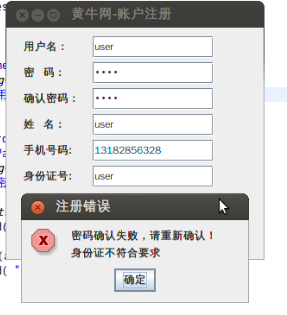 黄牛网-账户注册
用户名：
user
密  码：
••••
确认密码：
••••
姓  名：
user
手机号码：
13182856328
身份证号：
user
注册错误
密码确认失败，请重新确认！
身份证不符合要求
确定